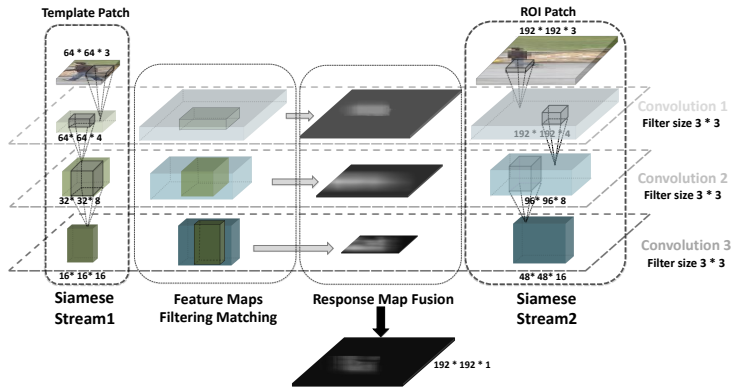 Template Patch
ROI Patch
64 * 64 * 3
192 * 192 * 3
Convolution 1
Filter size 3 * 3
64* 64* 4
192 * 192 * 4
Convolution 2
Filter size 3 * 3
32* 32* 8
96* 96* 8
Convolution 3
Filter size 3 * 3
16* 16* 16
48* 48* 16
Siamese
Stream1
Feature Maps
Filtering Matching
Response Map Fusion
Siamese
Stream2
192 * 192 * 1